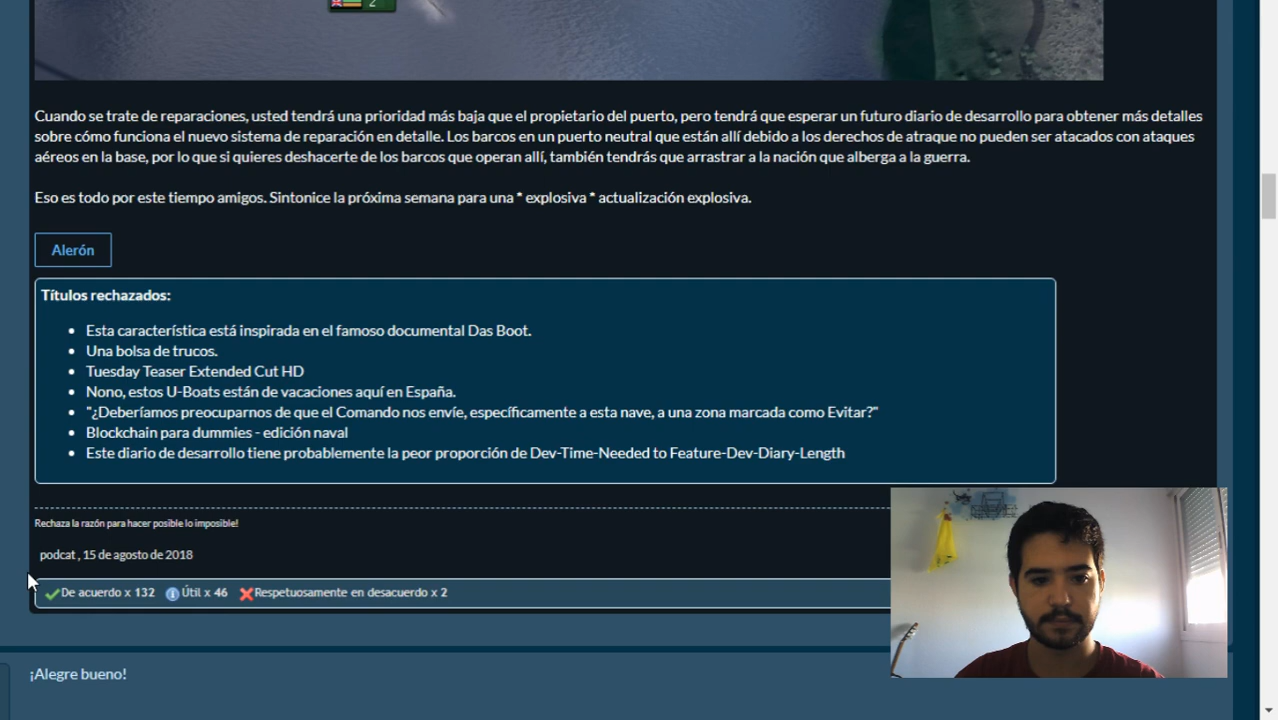 2
Cuando se trate de reparaciones, usted tendrá una prioridad más baja que el propietario del puerto, pero tendrá que esperar un futuro diario de desarrollo para obtener más detalles
sobre cómo funciona el nuevo sistema de reparación en detalle. Los barcos en un puerto neutral que están allí debido a los derechos de atraque no pueden ser atacados con ataques
aéreos en la base, por lo que si quieres deshacerte de los barcos que operan allí, también tendrás que arrastrar a la nación que alberga a la guerra.
Eso es todo por este tiempo amigos. Sintonice la próxima semana para una * explosiva * actualización explosiva.
Alerón
Títulos rechazados:
• Esta característica está inspirada en el famoso documental Das Boot.
• Una bolsa de trucos.
• Tuesday Teaser Extended Cut HD
• Nono, estos U-Boats están de vacaciones aquí en España.
• "¿Deberíamos preocuparnos de que el Comando nos envíe, específicamente a esta nave, a una zona marcada como Evitar?"
• Blockchain para dummies - edición naval
• Este diario de desarrollo tiene probablemente la peor proporción de Dev-Time-Needed to Feature-Dev-Diary-Length
Rechaza la razón para hacer posible lo imposible!
podcat , 15 de agosto de 2018
De acuerdo x 132 Útil x 46 Respetuosamente en desacuerdo x 2
¡Alegre bueno!